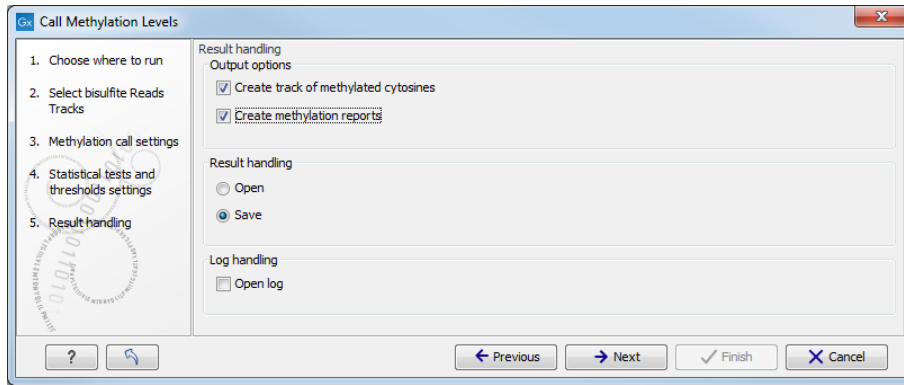 Gx Call Methylation Levels
1. Choose where to run
2. Select bisulfite Reads
Tracks
3. Methylation call settings
4. Statistical tests and
thresholds settings
5. Result handling
Result handling
Output options
Create track of methylated cytosines
Create methylation reports
Result handling
Open
Save
Log handling
Open log
?
Previous
Next
Finish
Cancel